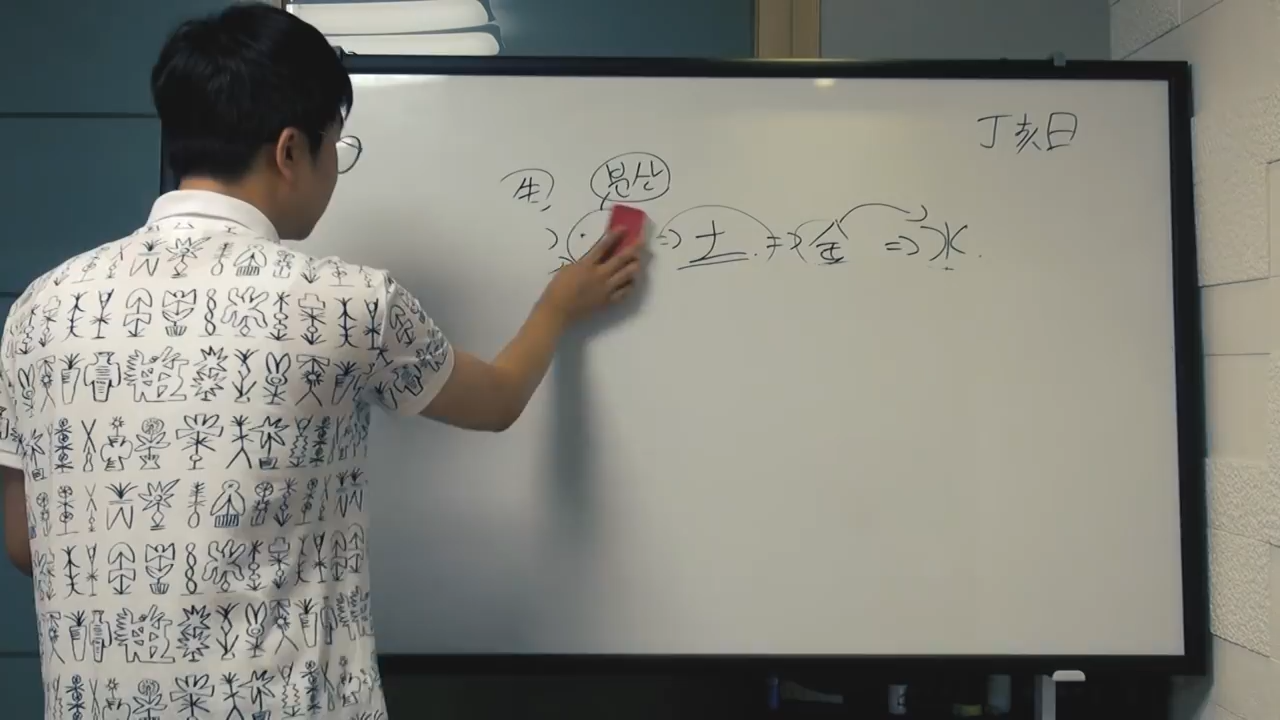 丁亥日
生, 분산
土 ⇒ 金 ⇒ 水.